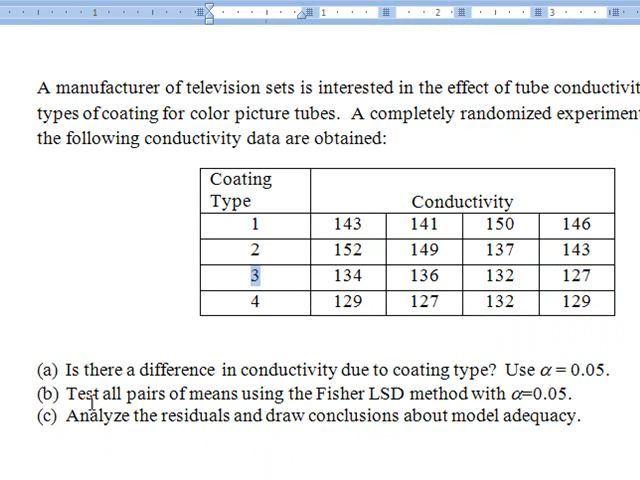 1 1 2 3
A manufacturer of television sets is interested in the effect of tube conductivit
types of coating for color picture tubes. A completely randomized experimen
the following conductivity data are obtained:
Coating
Type Conductivity
1 143 141 150 146
2 152 149 137 143
3 134 136 132 127
4 129 127 132 129
(a) Is there a difference in conductivity due to coating type? Use α = 0.05.
(b) Test all pairs of means using the Fisher LSD method with α=0.05.
(c) Analyze the residuals and draw conclusions about model adequacy.